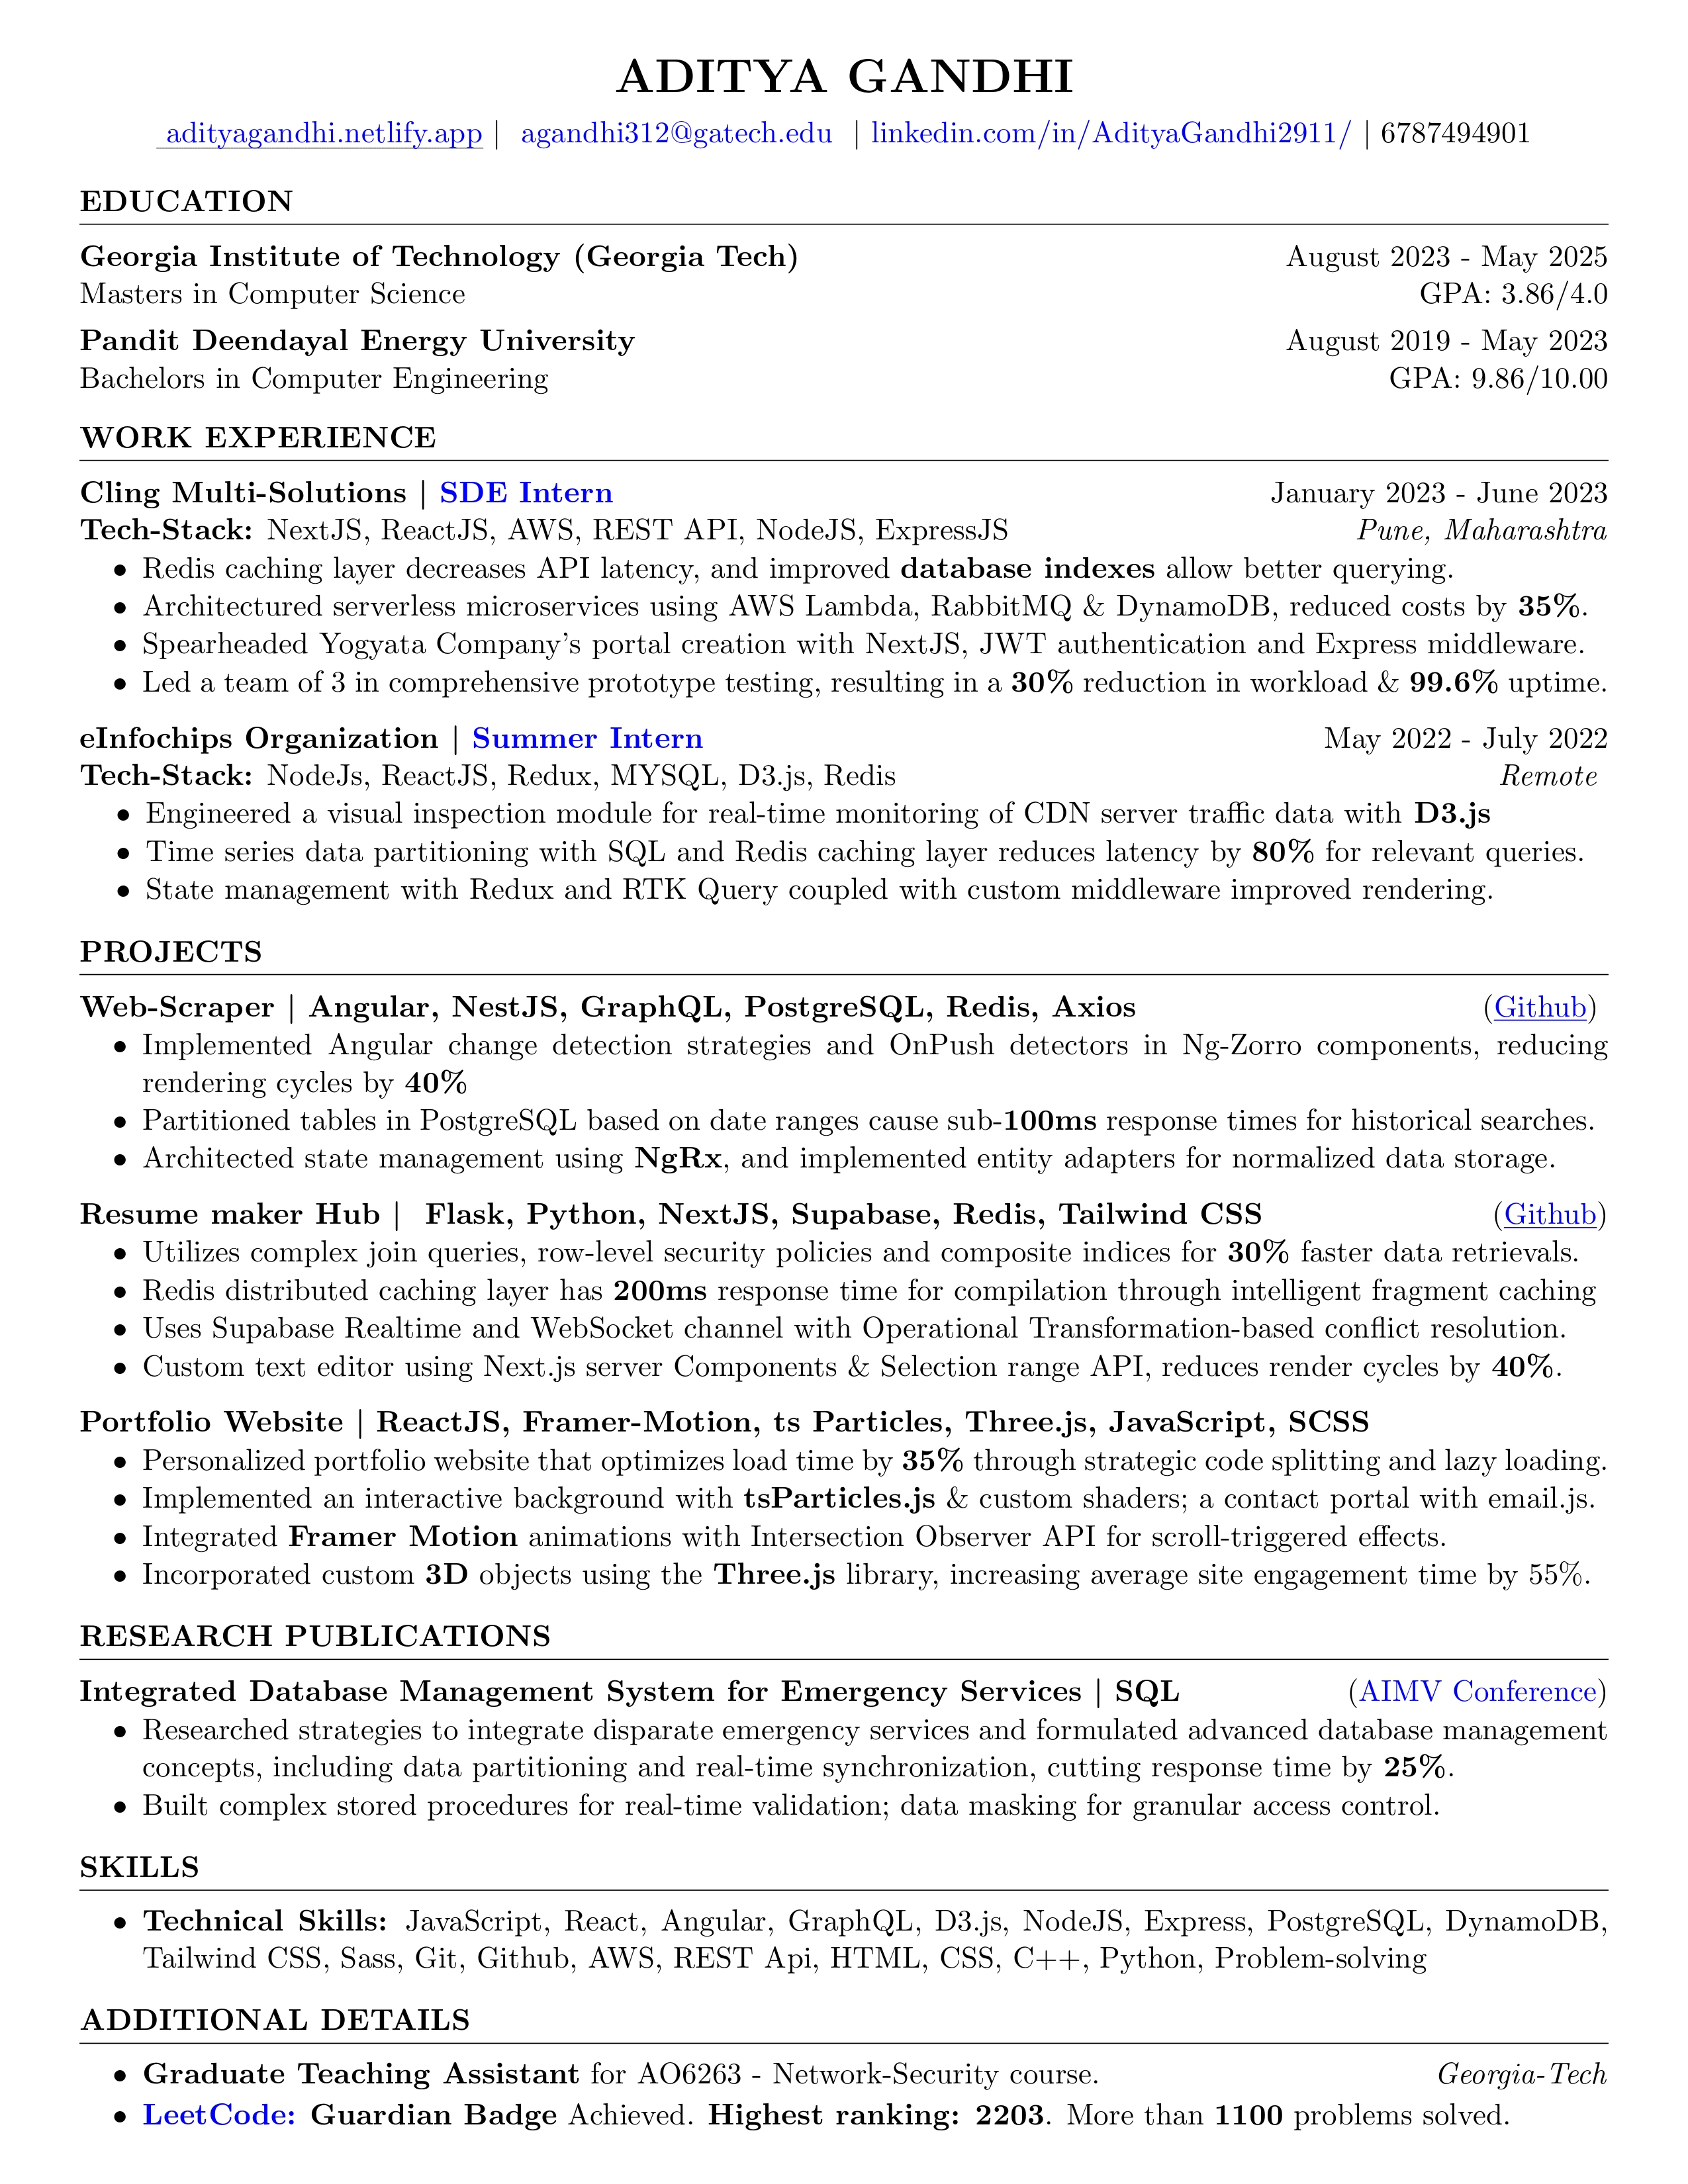 ADITYA GANDHI
adityagandhi.netlify.app | agandhi312@gatech.edu | linkedin.com/in/AdityaGandhi2911/ | 6787494901
EDUCATION
Georgia Institute of Technology (Georgia Tech) August 2023 - May 2025
Masters in Computer Science GPA: 3.86/4.0
Pandit Deendayal Energy University August 2019 - May 2023
Bachelors in Computer Engineering GPA: 9.86/10.00
WORK EXPERIENCE
Cling Multi-Solutions | SDE Intern January 2023 - June 2023
Tech-Stack: NextJS, ReactJS, AWS, REST API, NodeJS, ExpressJS Pune, Maharashtra
• Redis caching layer decreases API latency, and improved database indexes allow better querying.
• Architectured serverless microservices using AWS Lambda, RabbitMQ & DynamoDB, reduced costs by 35%.
• Spearheaded Yogyata Company's portal creation with NextJS, JWT authentication and Express middleware.
• Led a team of 3 in comprehensive prototype testing, resulting in a 30% reduction in workload & 99.6% uptime.
eInfochips Organization | Summer Intern May 2022 - July 2022
Tech-Stack: NodeJs, ReactJS, Redux, MYSQL, D3.js, Redis Remote
• Engineered a visual inspection module for real-time monitoring of CDN server traffic data with D3.js
• Time series data partitioning with SQL and Redis caching layer reduces latency by 80% for relevant queries.
• State management with Redux and RTK Query coupled with custom middleware improved rendering.
PROJECTS
Web-Scraper | Angular, NestJS, GraphQL, PostgreSQL, Redis, Axios (Github)
• Implemented Angular change detection strategies and OnPush detectors in Ng-Zorro components, reducing
rendering cycles by 40%
• Partitioned tables in PostgreSQL based on date ranges cause sub-100ms response times for historical searches.
• Architected state management using NgRx, and implemented entity adapters for normalized data storage.
Resume maker Hub | Flask, Python, NextJS, Supabase, Redis, Tailwind CSS (Github)
• Utilizes complex join queries, row-level security policies and composite indices for 30% faster data retrievals.
• Redis distributed caching layer has 200ms response time for compilation through intelligent fragment caching
• Uses Supabase Realtime and WebSocket channel with Operational Transformation-based conflict resolution.
• Custom text editor using Next.js server Components & Selection range API, reduces render cycles by 40%.
Portfolio Website | ReactJS, Framer-Motion, ts Particles, Three.js, JavaScript, SCSS
• Personalized portfolio website that optimizes load time by 35% through strategic code splitting and lazy loading.
• Implemented an interactive background with tsParticles.js & custom shaders; a contact portal with email.js.
• Integrated Framer Motion animations with Intersection Observer API for scroll-triggered effects.
• Incorporated custom 3D objects using the Three.js library, increasing average site engagement time by 55%.
RESEARCH PUBLICATIONS
Integrated Database Management System for Emergency Services | SQL (AIMV Conference)
• Researched strategies to integrate disparate emergency services and formulated advanced database management
concepts, including data partitioning and real-time synchronization, cutting response time by 25%.
• Built complex stored procedures for real-time validation; data masking for granular access control.
SKILLS
• Technical Skills: JavaScript, React, Angular, GraphQL, D3.js, NodeJS, Express, PostgreSQL, DynamoDB,
Tailwind CSS, Sass, Git, Github, AWS, REST Api, HTML, CSS, C++, Python, Problem-solving
ADDITIONAL DETAILS
• Graduate Teaching Assistant for AO6263 - Network-Security course. Georgia-Tech
• LeetCode: Guardian Badge Achieved. Highest ranking: 2203. More than 1100 problems solved.